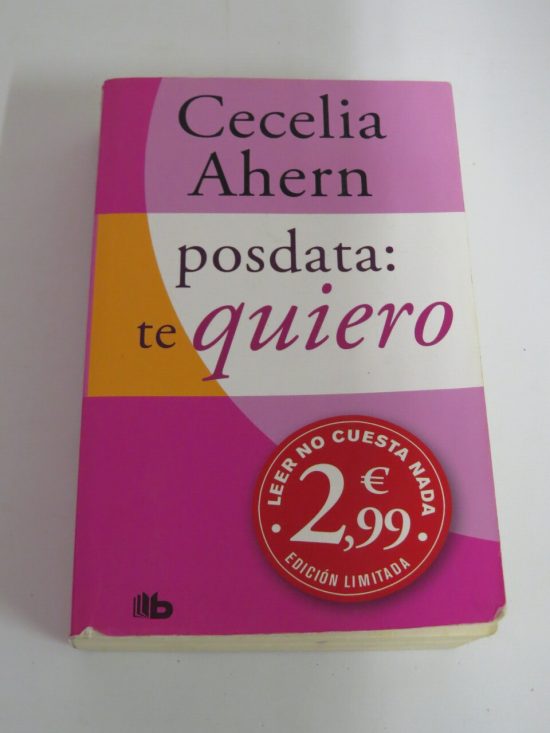 Cecelia
Ahern
posdata:
te quiero
LEER NO CUESTA NADA
2,99 €
EDICIÓN LIMITADA
b